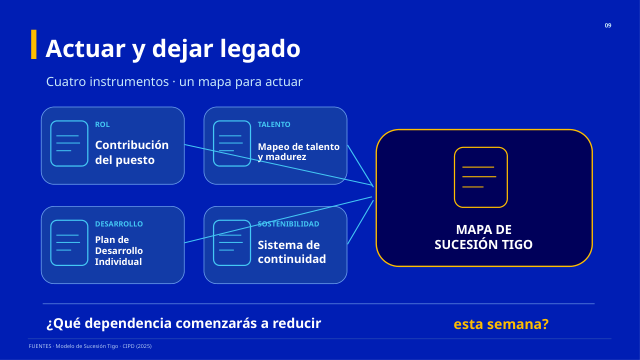 09
Actuar y dejar legado
Cuatro instrumentos · un mapa para actuar
ROL
Contribución
del puesto
TALENTO
Mapeo de talento
y madurez
DESARROLLO
Plan de
Desarrollo
Individual
SOSTENIBILIDAD
Sistema de
continuidad
MAPA DE
SUCESIÓN TIGO
¿Qué dependencia comenzarás a reducir
esta semana?
FUENTES · Modelo de Sucesión Tigo · CIPD (2025)